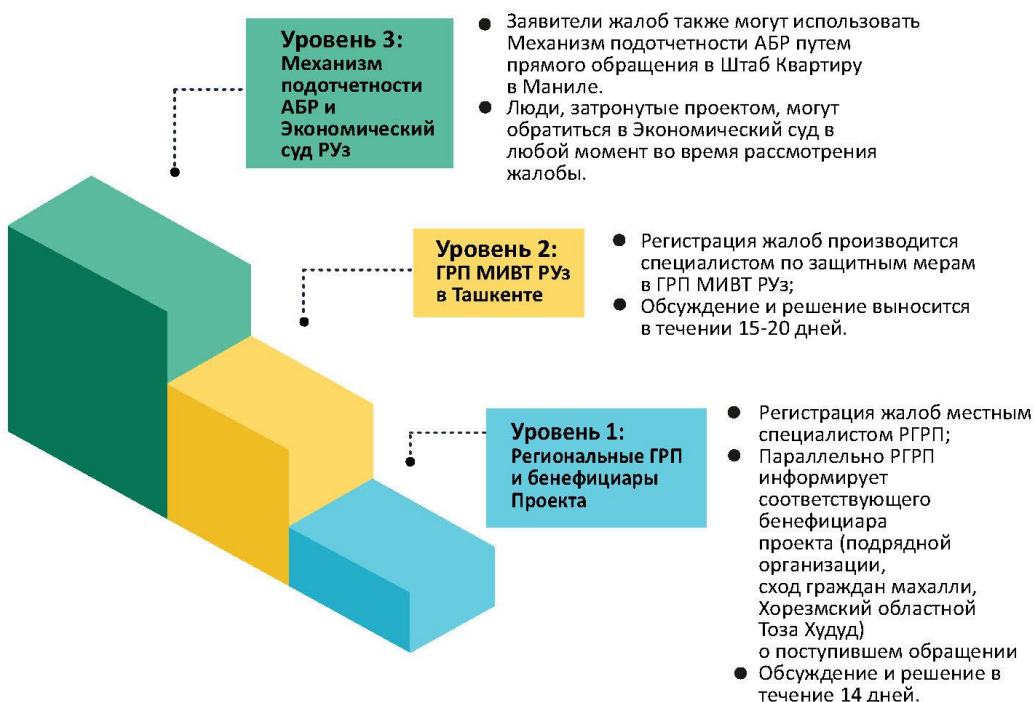 Уровень 3:
Механизм
подотчетности
АБР и
Экономический
суд РУз
Заявители жалоб также могут использовать
Механизм подотчетности АБР путем
прямого обращения в Штаб Квартиру
в Маниле.
Люди, затронутые проектом, могут
обратиться в Экономический суд в
любой момент во время рассмотрения
жалобы.
Уровень 2:
ГРП МИВТ РУз
в Ташкенте
Регистрация жалоб производится
специалистом по защитным мерам
в ГРП МИВТ РУз;
Обсуждение и решение выносится
в течении 15-20 дней.
Уровень 1:
Региональные ГРП
и бенефициары
Проекта
Регистрация жалоб местным
специалистом РГРП;
Параллельно РГРП
информирует
соответствующего
бенефициара
проекта (подрядной
организации,
сход граждан махалли,
Хорезмский областной
Тоза Худуд)
о поступившем обращении
Обсуждение и решение в
течение 14 дней.